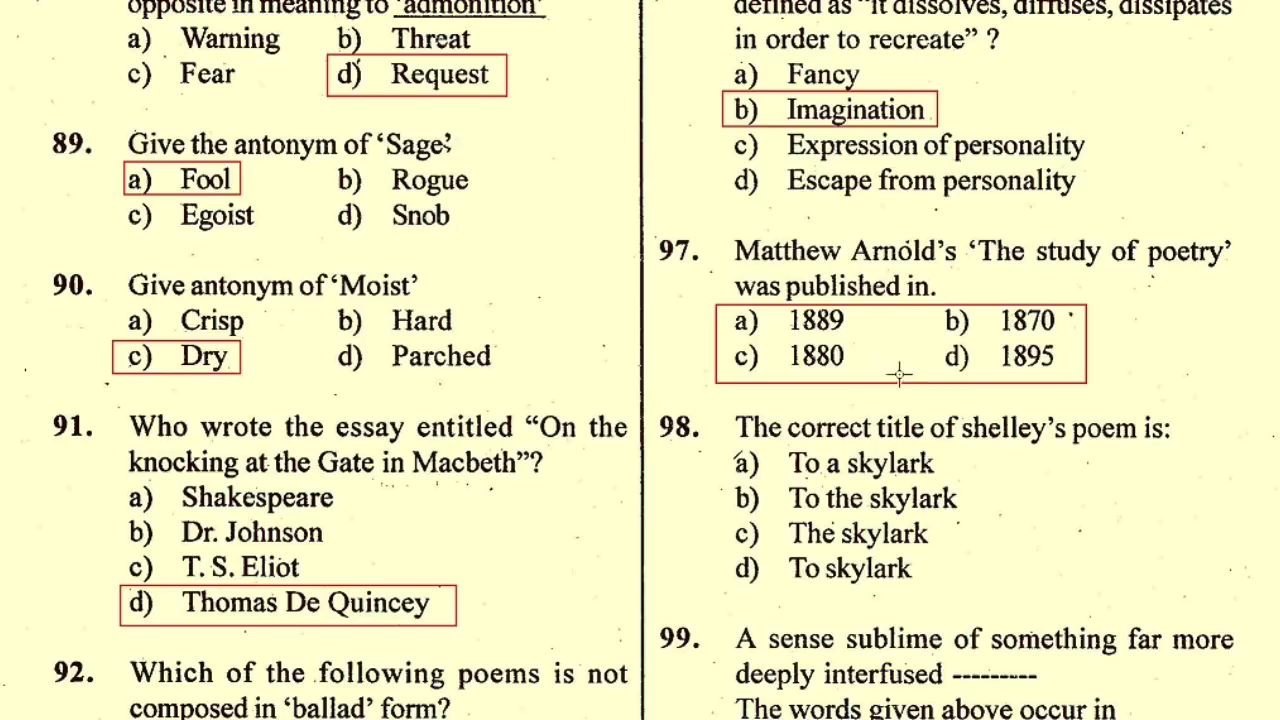 opposite in meaning to 'admonition'
a) Warning b) Threat
c) Fear d) Request
89. Give the antonym of 'Sage'
a) Fool b) Rogue
c) Egoist d) Snob
90. Give antonym of 'Moist'
a) Crisp b) Hard
c) Dry d) Parched
91. Who wrote the essay entitled "On the
knocking at the Gate in Macbeth"?
a) Shakespeare
b) Dr. Johnson
c) T. S. Eliot
d) Thomas De Quincey
92. Which of the following poems is not
composed in 'ballad' form?
defined as "it dissolves, diffuses, dissipates
in order to recreate" ?
a) Fancy
b) Imagination
c) Expression of personality
d) Escape from personality
97. Matthew Arnold's 'The study of poetry'
was published in.
a) 1889 b) 1870
c) 1880 d) 1895
98. The correct title of shelley's poem is:
a) To a skylark
b) To the skylark
c) The skylark
d) To skylark
99. A sense sublime of something far more
deeply interfused ---------
The words given above occur in